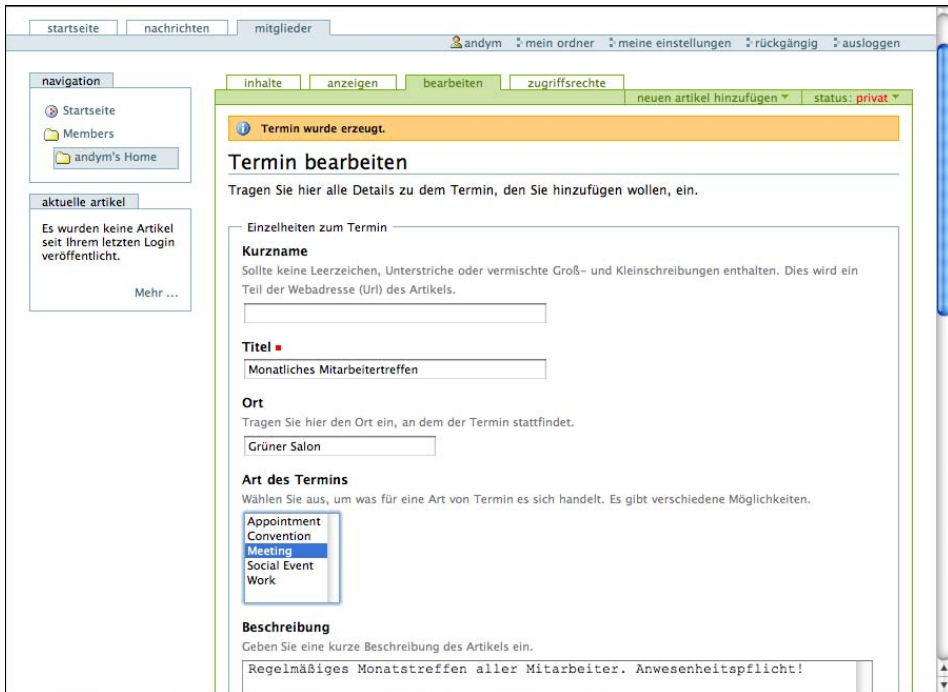 startseite nachrichten mitglieder
andym mein ordner meine einstellungen rückgängig ausloggen
navigation
Startseite
Members
andym's Home
aktuelle artikel
Es wurden keine Artikel
seit Ihrem letzten Login
veröffentlicht.
Mehr ...
inhalte anzeigen bearbeiten zugriffsrechte
neuen artikel hinzufügen status: privat
Termin wurde erzeugt.
Termin bearbeiten
Tragen Sie hier alle Details zu dem Termin, den Sie hinzufügen wollen, ein.
Einzelheiten zum Termin
Kurzname
Sollte keine Leerzeichen, Unterstriche oder vermischte Groß- und Kleinschreibungen enthalten. Dies wird ein
Teil der Webadresse (Url) des Artikels.
Titel
Monatliches Mitarbeitertreffen
Ort
Tragen Sie hier den Ort ein, an dem der Termin stattfindet.
Grüner Salon
Art des Termins
Wählen Sie aus, um was für eine Art von Termin es sich handelt. Es gibt verschiedene Möglichkeiten.
Appointment
Convention
Meeting
Social Event
Work
Beschreibung
Geben Sie eine kurze Beschreibung des Artikels ein.
Regelmäßiges Monatstreffen aller Mitarbeiter. Anwesenheitspflicht!